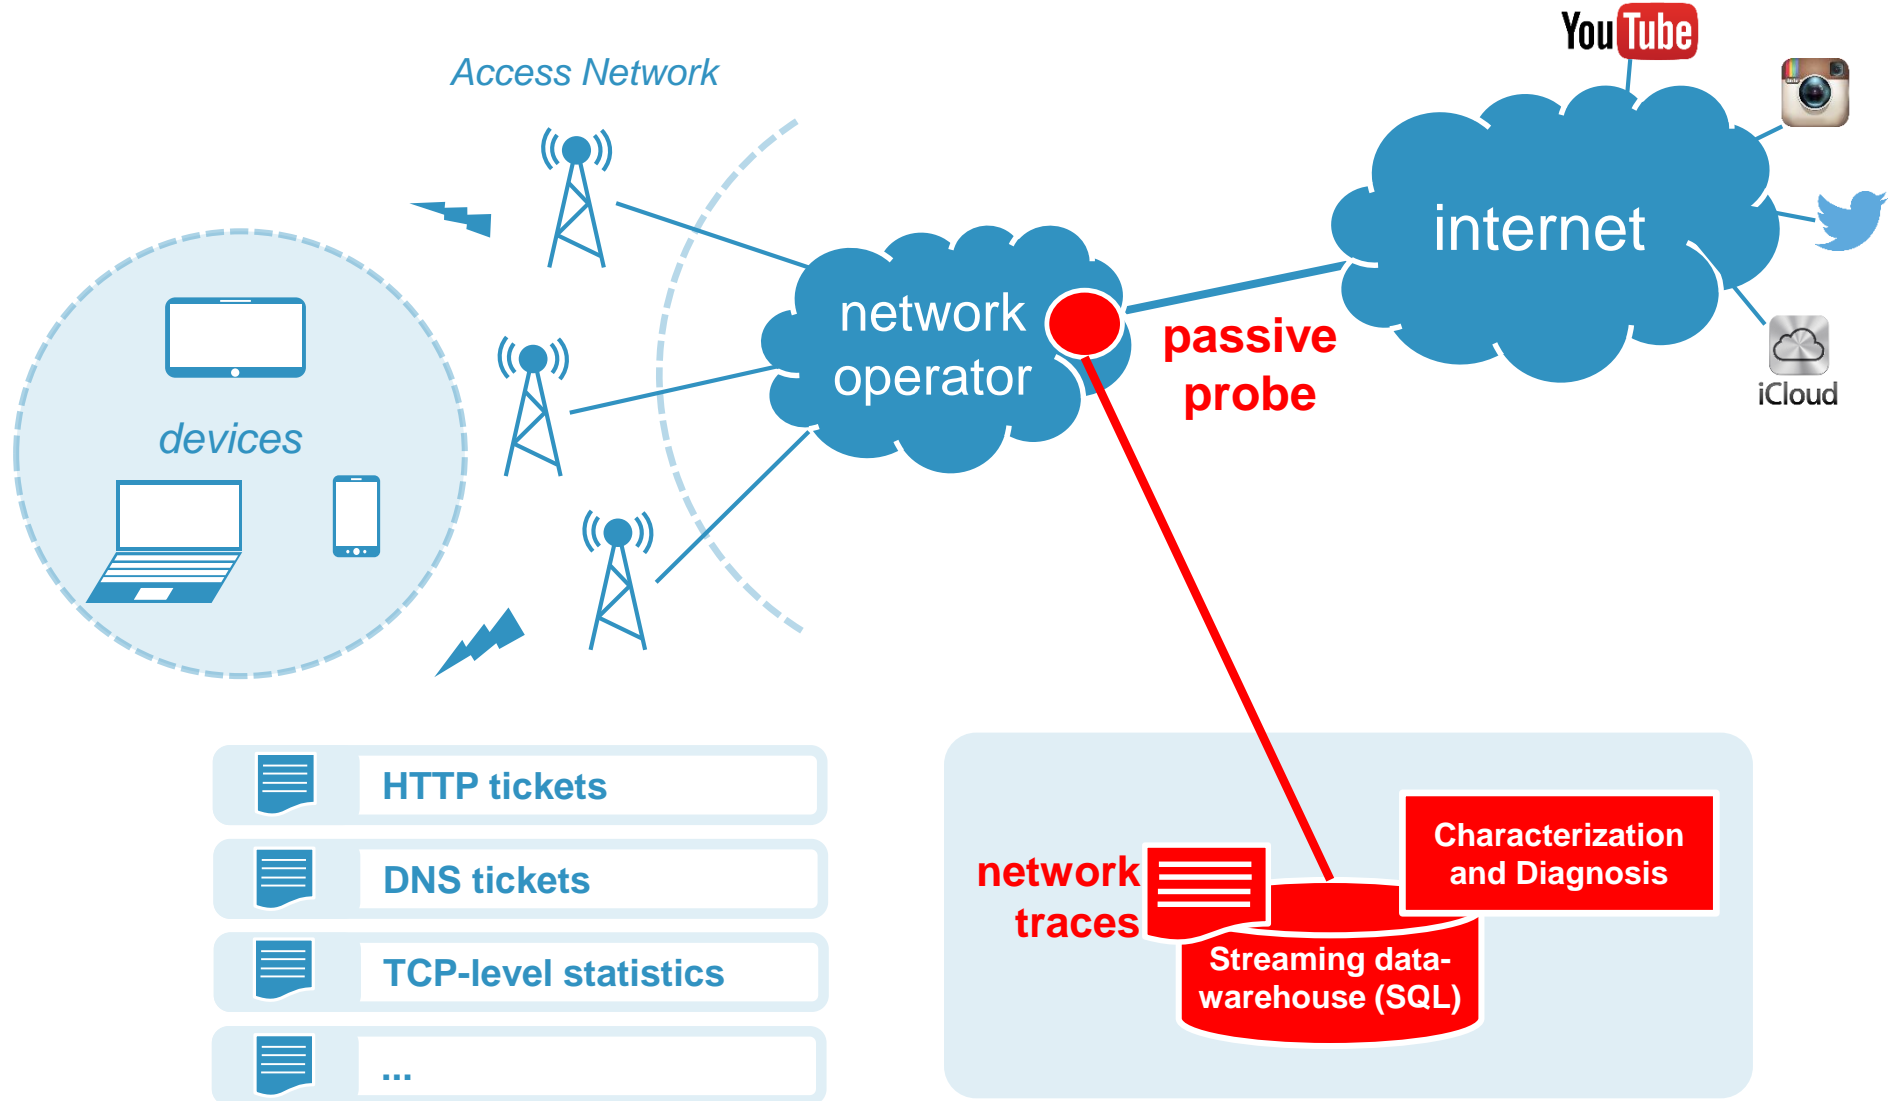 YouTube
Access Network
internet
network
operator
passive
probe
iCloud
devices
HTTP tickets
DNS tickets
TCP-level statistics
...
Characterization
and Diagnosis
network
traces
Streaming data-
warehouse (SQL)